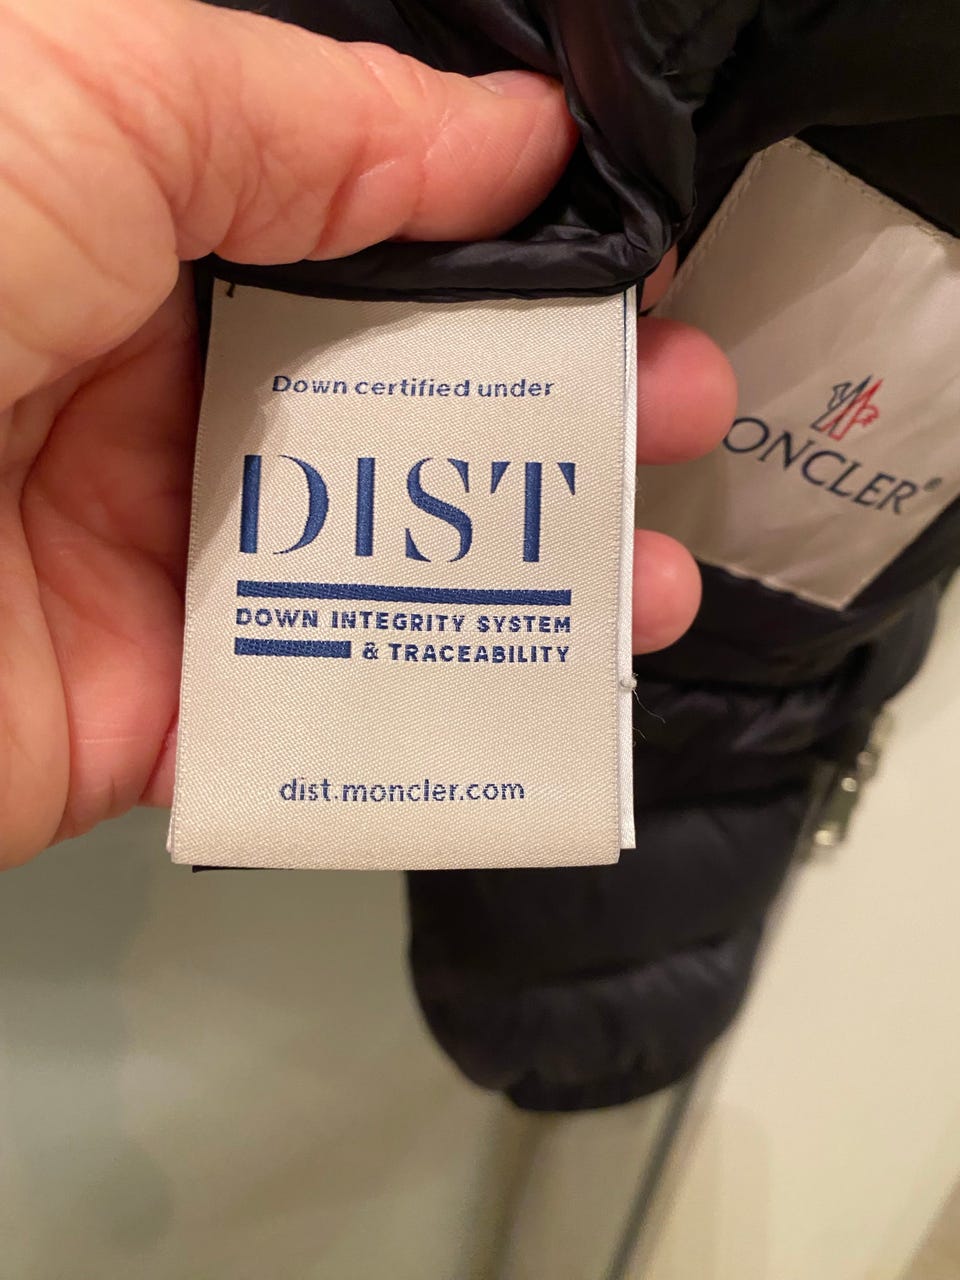 Down certified under
DIST
DOWN INTEGRITY SYSTEM
& TRACEABILITY
dist.moncler.com
ONCLER®